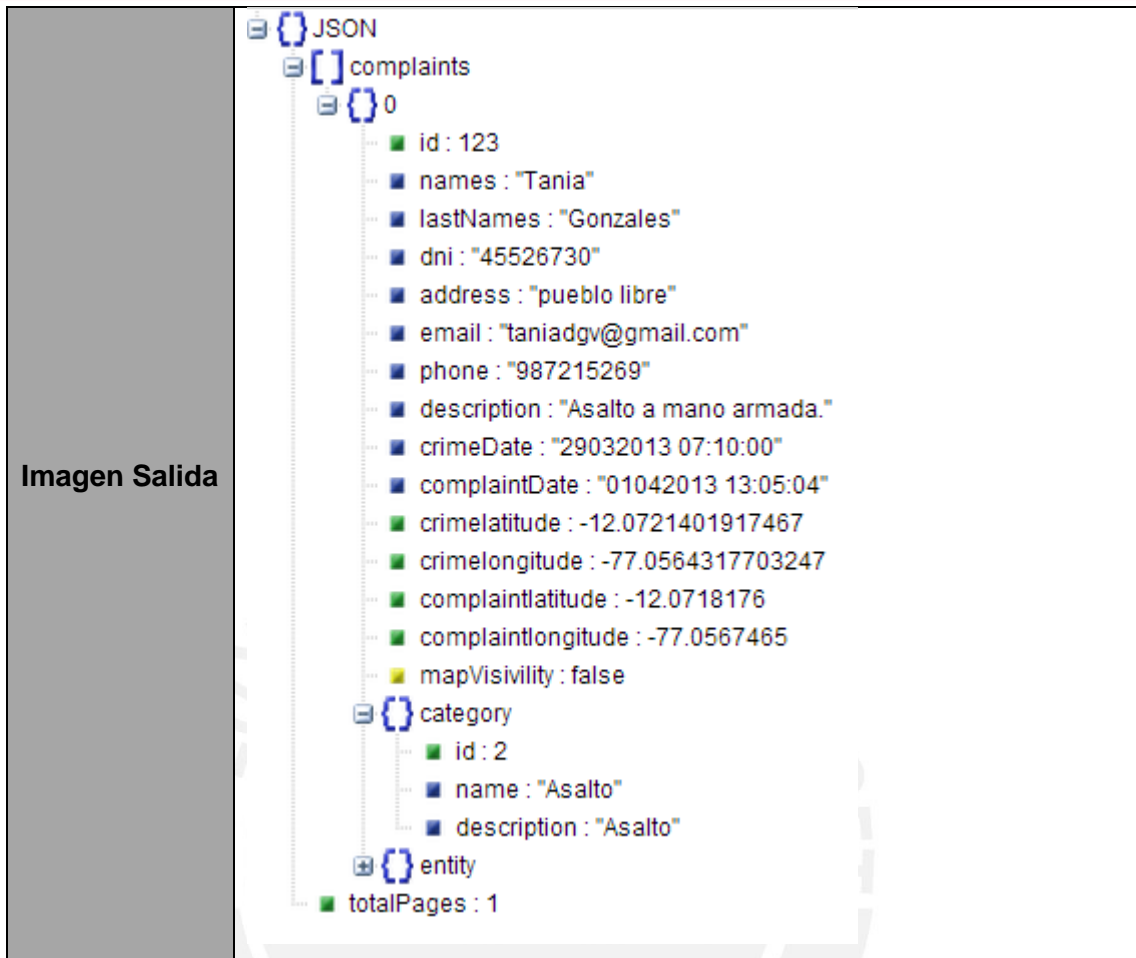 JSON
complaints
0
id : 123
names : "Tania"
lastNames : "Gonzales"
dni : "45526730"
address : "pueblo libre"
email : "taniadgv@gmail.com"
phone : "987215269"
description : "Asalto a mano armada."
crimeDate : "29032013 07:10:00"
Imagen Salida
complaintDate : "01042013 13:05:04"
crimelatitude : -12.0721401917467
crimelongitude : -77.0564317703247
complaintlatitude : -12.0718176
complaintlongitude : -77.0567465
mapVisivility : false
category
id : 2
name : "Asalto"
description : "Asalto"
entity
totalPages : 1